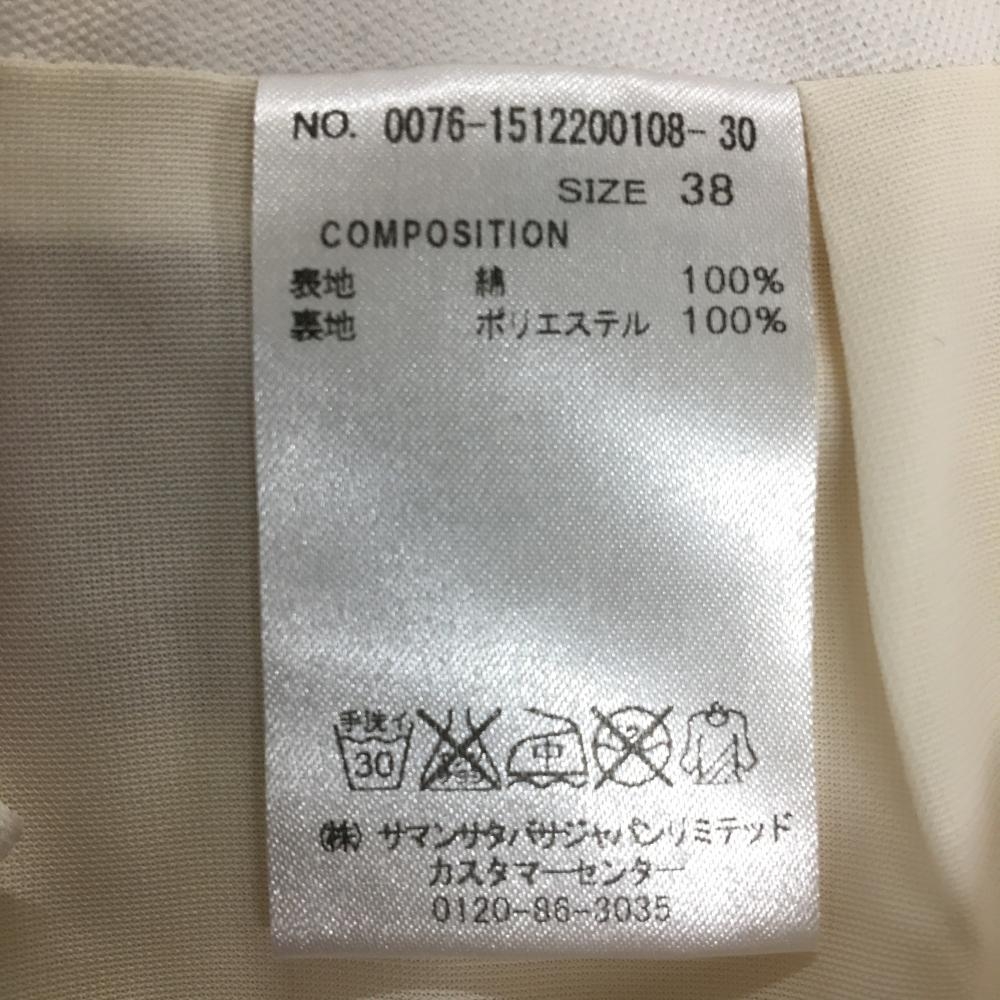 NO. 0076-1512200108-30
SIZE 38
COMPOSITION
表地 綿 100%
裏地 ポリエステル 100%
手洗イ
30 中
㈱ サマンサタバサジャパンリミテッド
カスタマーセンター
0120-86-3035